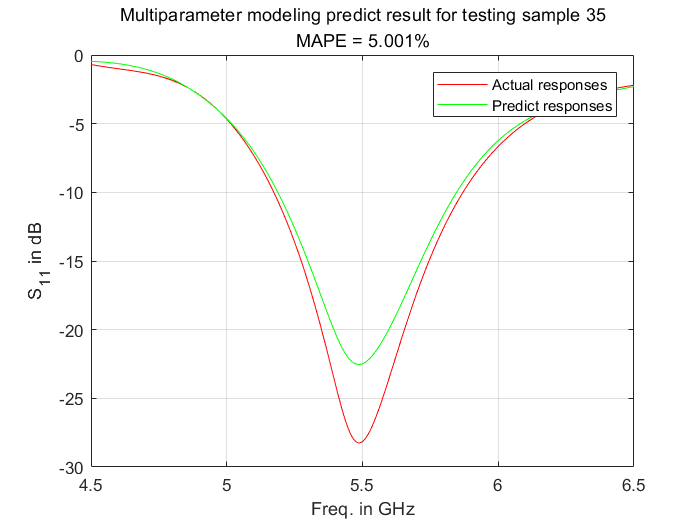 Multiparameter modeling predict result for testing sample 35
MAPE = 5.001%
0
Actual responses
Predict responses
-5
-10
-15
-20
-25
-30
S11 in dB
4.5 5 5.5 6 6.5
Freq. in GHz